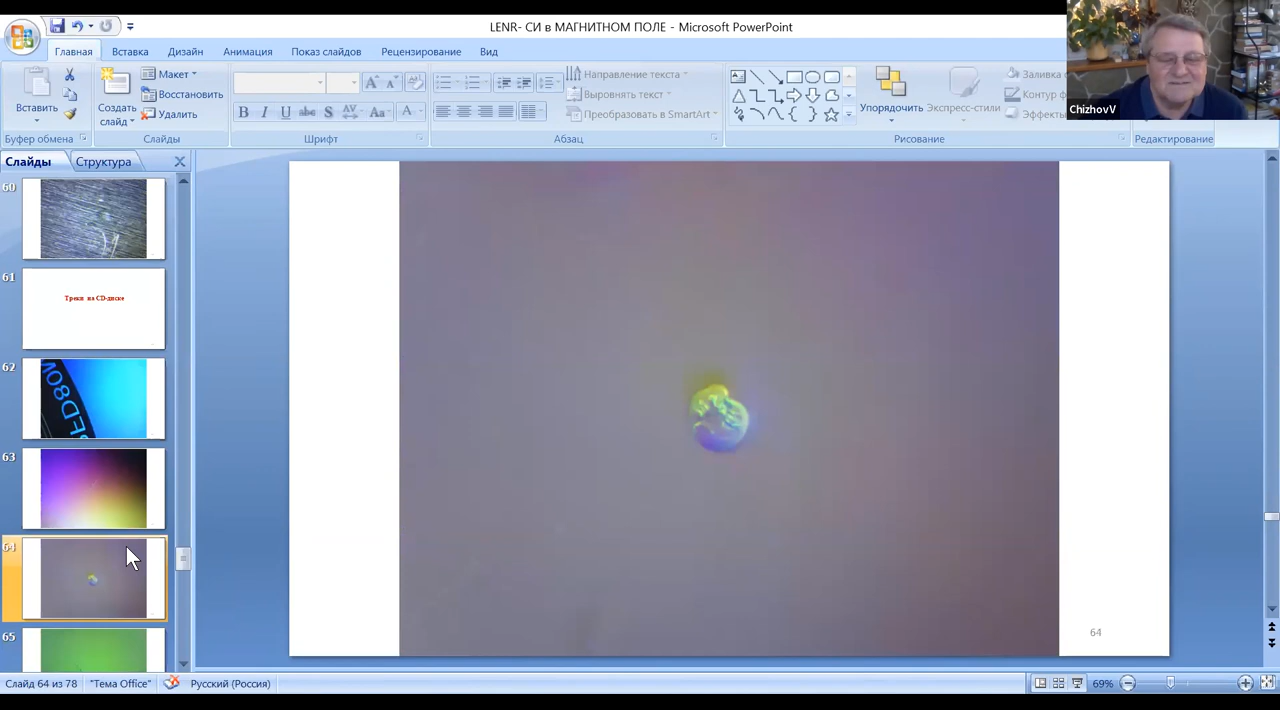 LENR- СИ в МАГНИТНОМ ПОЛЕ - Microsoft PowerPoint
Главная Вставка Дизайн Анимация Показ слайдов Рецензирование Вид
Вставить
Буфер обмена
Создать слайд
Макет
Восстановить
Удалить
Слайды
Ж К Ч abc S AV Aa A
Шрифт
Направление текста
Выровнять текст
Преобразовать в SmartArt
Абзац
Упорядочить
Экспресс-стили
Заливка
Контур ф
Эффекты
Рисование
Редактирование
ChizhovV
Слайды Структура
60
61
Треки на CD-диске
62
63
64
65
64
Слайд 64 из 78 "Тема Office" Русский (Россия) 69%